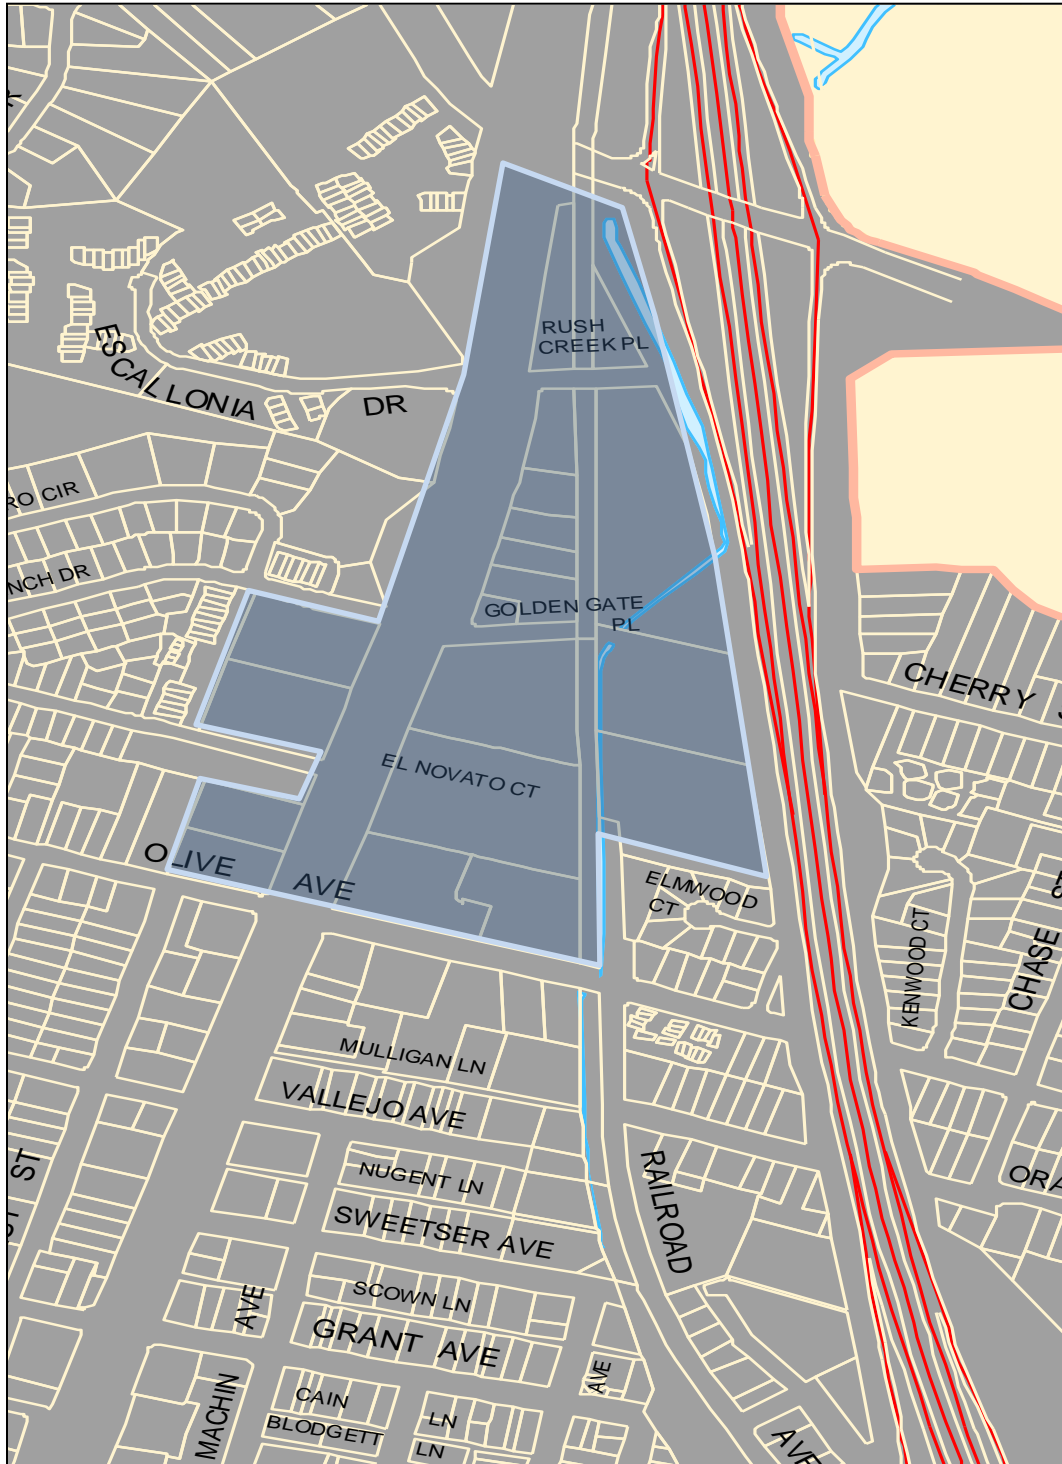 RUSH
CREEK PL
ESCALLONIA DR
RO CIR
NCH DR
GOLDEN GATE
PL
CHERRY
EL NOVATO CT
OLIVE AVE
ELMWOOD
CT
KENWOOD CT
CHASE
MULLIGAN LN
VALLEJO AVE
ST
NUGENT LN
RAILROAD
ORA
SWEETSER AVE
SCOWN LN
AVE
GRANT AVE
AVE
MACHIN
CAIN
LN
BLODGETT
LN
AVE